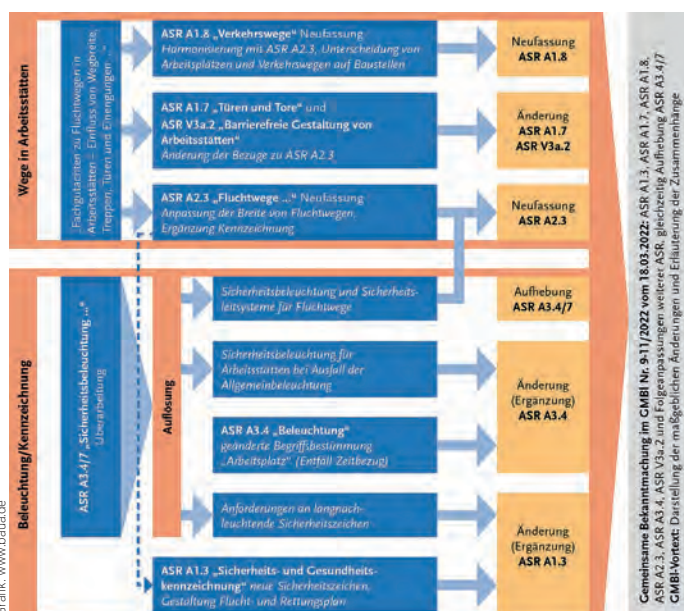 Wege in Arbeitsstätten
Fachgutachten zu Fluchtwegen in
Arbeitsstätten – Einfluss von Wegbreite,
Treppen, Türen und Einengungen ..."
ASR A1.8 „Verkehrswege“ Neufassung
Harmonisierung mit ASR A2.3, Unterscheidung von
Arbeitsplätzen und Verkehrswegen auf Baustellen
Neufassung
ASR A1.8
ASR A1.7 „Türen und Tore“ und
ASR V3a.2 „Barrierefreie Gestaltung von
Arbeitsstätten“
Änderung der Bezüge zu ASR A2.3
Änderung
ASR A1.7
ASR V3a.2
ASR A2.3 „Fluchtwege ...“ Neufassung
Anpassung der Breite von Fluchtwegen,
Ergänzung Kennzeichnung
Neufassung
ASR A2.3
Beleuchtung/Kennzeichnung
ASR A3.4/7 „Sicherheitsbeleuchtung ...“
Überarbeitung
Auflösung
Sicherheitsbeleuchtung und Sicherheits-
leitsysteme für Fluchtwege
Aufhebung
ASR A3.4/7
Sicherheitsbeleuchtung für
Arbeitsstätten bei Ausfall der
Allgemeinbeleuchtung
ASR A3.4 „Beleuchtung“
geänderte Begriffsbestimmung
„Arbeitsplatz“ (Entfall Zeitbezug)
Änderung
(Ergänzung)
ASR A3.4
Anforderungen an langnach-
leuchtende Sicherheitszeichen
ASR A1.3 „Sicherheits- und Gesundheits-
kennzeichnung“ neue Sicherheitszeichen,
Gestaltung Flucht- und Rettungsplan
Änderung
(Ergänzung)
ASR A1.3
Gemeinsame Bekanntmachung im GMBl Nr. 9-11/2022 vom 18.03.2022: ASR A1.3, ASR A1.7, ASR A1.8,
ASR A2.3, ASR A3.4, ASR V3a.2 und Folgeanpassungen weiterer ASR, gleichzeitig Aufhebung ASR A3.4/7
GMBl-Vortext: Darstellung der maßgeblichen Änderungen und Erläuterung der Zusammenhänge
www.baua.de